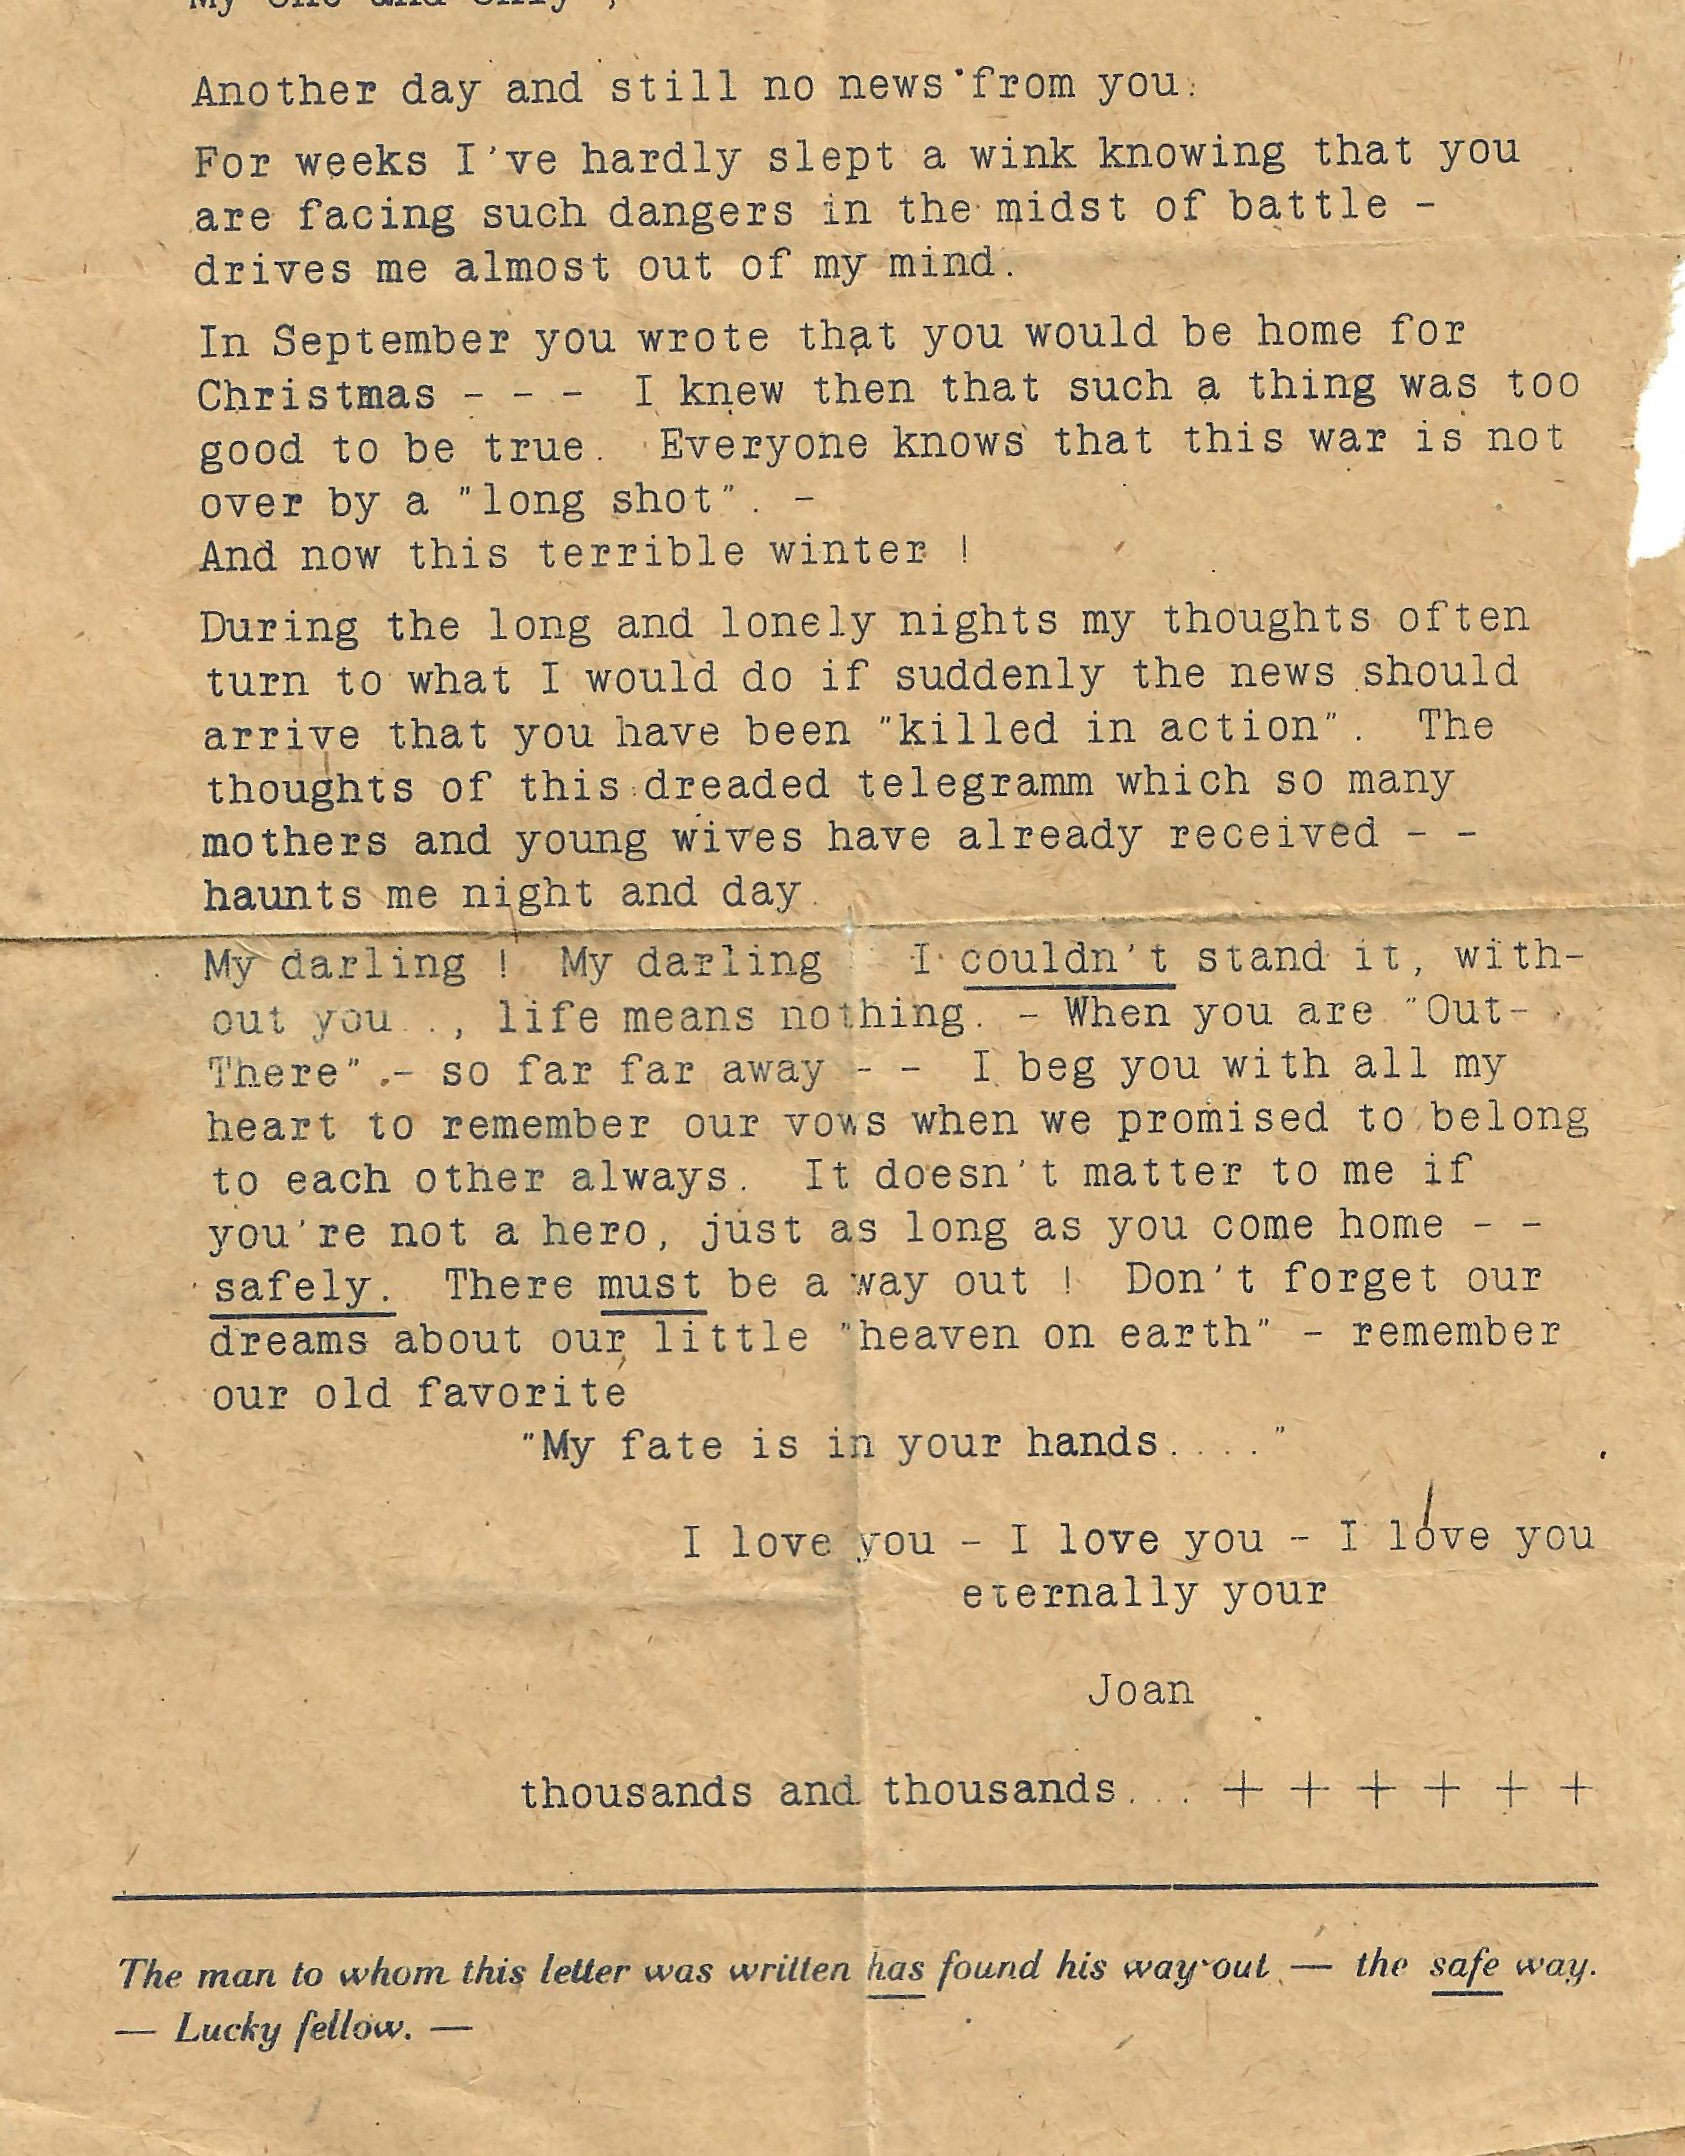 My one and only ,
Another day and still no news from you.
For weeks I've hardly slept a wink knowing that you
are facing such dangers in the midst of battle -
drives me almost out of my mind.
In September you wrote that you would be home for
Christmas - - - I knew then that such a thing was too
good to be true. Everyone knows that this war is not
over by a "long shot". -
And now this terrible winter !
During the long and lonely nights my thoughts often
turn to what I would do if suddenly the news should
arrive that you have been "killed in action". The
thoughts of this dreaded telegramm which so many
mothers and young wives have already received - -
haunts me night and day.
My darling ! My darling I couldn't stand it, with-
out you.., life means nothing. - When you are "Out-
There" .- so far far away - - I beg you with all my
heart to remember our vows when we promised to belong
to each other always. It doesn't matter to me if
you're not a hero, just as long as you come home - -
safely. There must be a way out ! Don't forget our
dreams about our little "heaven on earth" - remember
our old favorite
"My fate is in your hands...."
I love you - I love you - I love you
eternally your
Joan
thousands and thousands... + + + + + +
The man to whom this letter was written has found his way out — the safe way.
— Lucky fellow. —